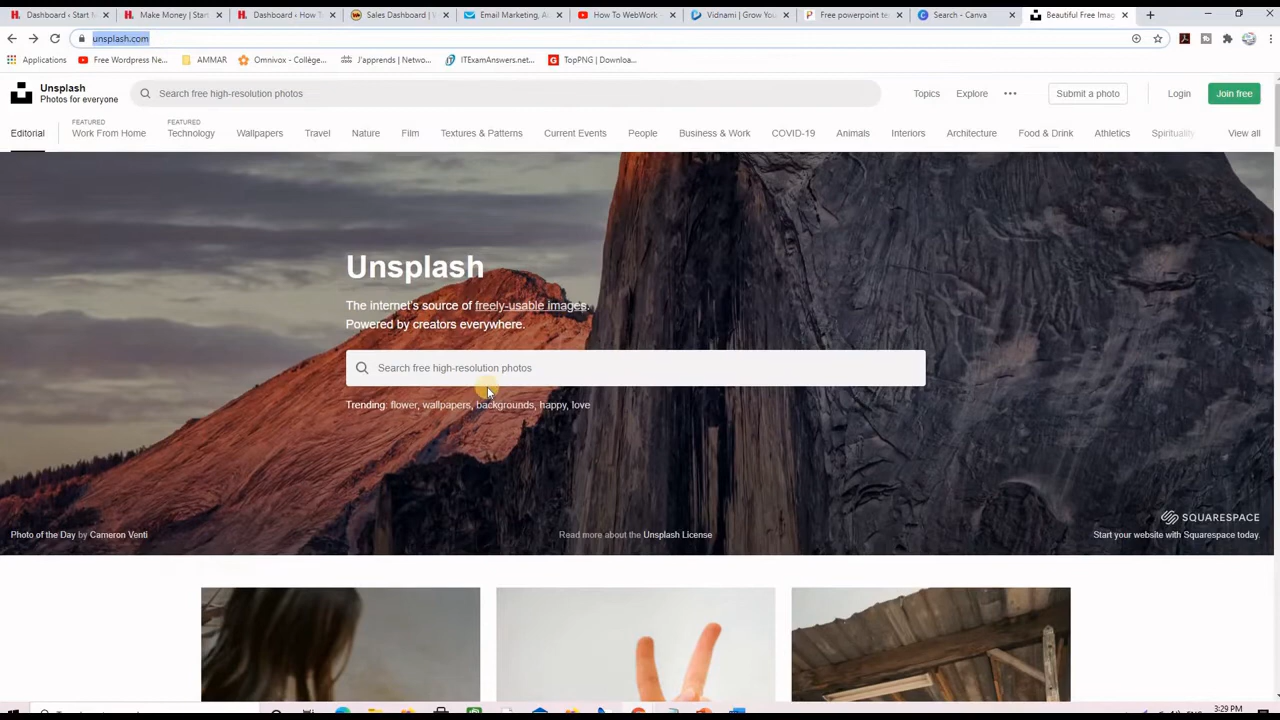 Dashboard ‹ Start M
Make Money | Start
Dashboard ‹ How T
Sales Dashboard | V
Email Marketing, A
How To WebWork -
Vidnami | Grow You
Free powerpoint te
Search - Canva
Beautiful Free Imag
unsplash.com
Applications
Free Wordpress Ne...
AMMAR
Omnivox - Collège...
J'apprends | Netwo...
ITExamAnswers.net...
TopPNG | Downloa...
Unsplash
Photos for everyone
Search free high-resolution photos
Topics
Explore
Submit a photo
Login
Join free
Editorial
FEATURED
Work From Home
FEATURED
Technology
Wallpapers
Travel
Nature
Film
Textures & Patterns
Current Events
People
Business & Work
COVID-19
Animals
Interiors
Architecture
Food & Drink
Athletics
Spirituality
View all
Unsplash
The internet's source of freely-usable images.
Powered by creators everywhere.
Search free high-resolution photos
Trending: flower, wallpapers, backgrounds, happy, love
SQUARESPACE
Photo of the Day by Cameron Venti
Read more about the Unsplash License
Start your website with Squarespace today.
ENG
3:29 PM